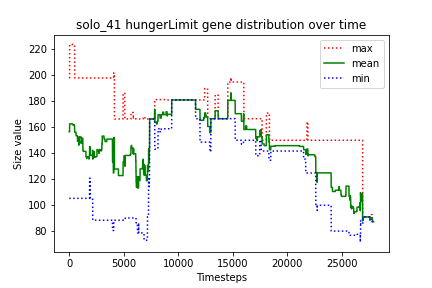 solo_41 hungerLimit gene distribution over time
max
mean
min
220
200
180
160
140
120
100
80
Size value
0 5000 10000 15000 20000 25000
Timesteps